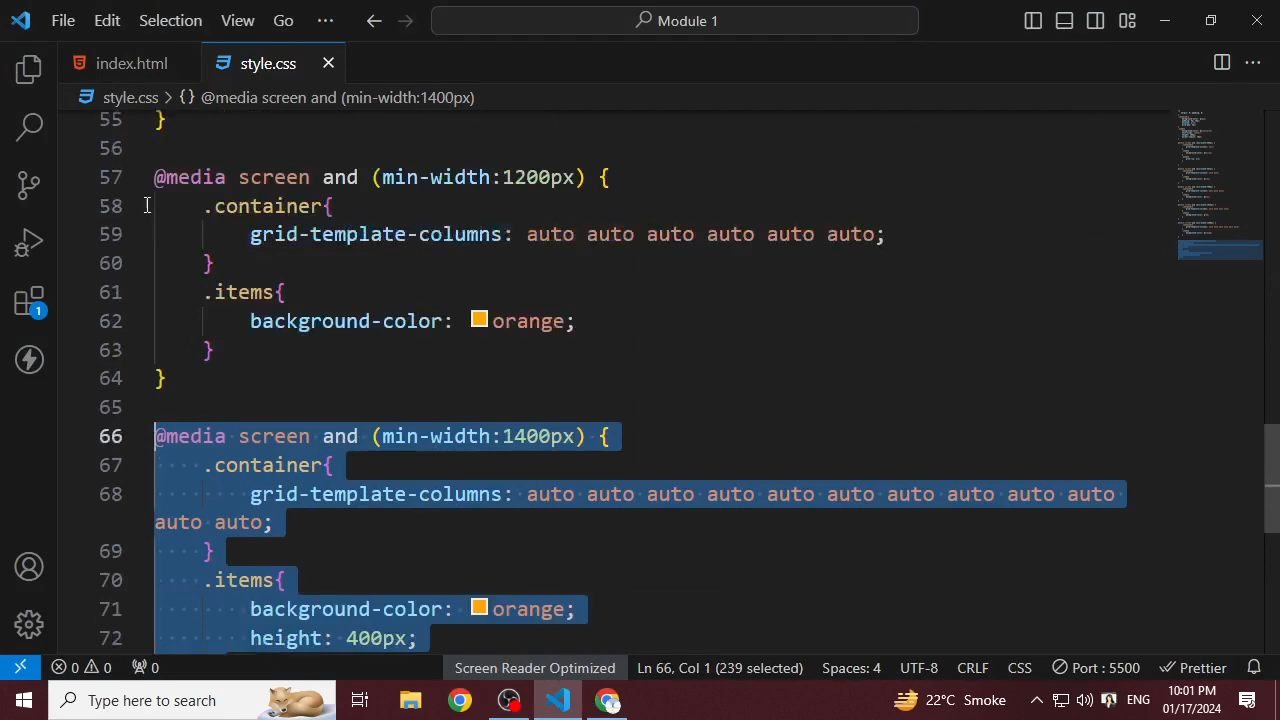 File Edit Selection View Go ··· Module 1
index.html style.css
style.css > {} @media screen and (min-width:1400px)
55 }
56
57 @media screen and (min-width:1200px) {
58 .container{
59 grid-template-columns: auto auto auto auto auto auto;
60 }
61 .items{
62 background-color: orange;
63 }
64 }
65
66 @media screen and (min-width:1400px) {
67 .container{
68 grid-template-columns: auto auto auto auto auto auto auto auto auto auto
auto auto;
69 }
70 .items{
71 background-color: orange;
72 height: 400px;
1
0 0 0 Screen Reader Optimized Ln 66, Col 1 (239 selected) Spaces: 4 UTF-8 CRLF CSS Port : 5500 Prettier
Type here to search 22°C Smoke ENG 10:01 PM
01/17/2024